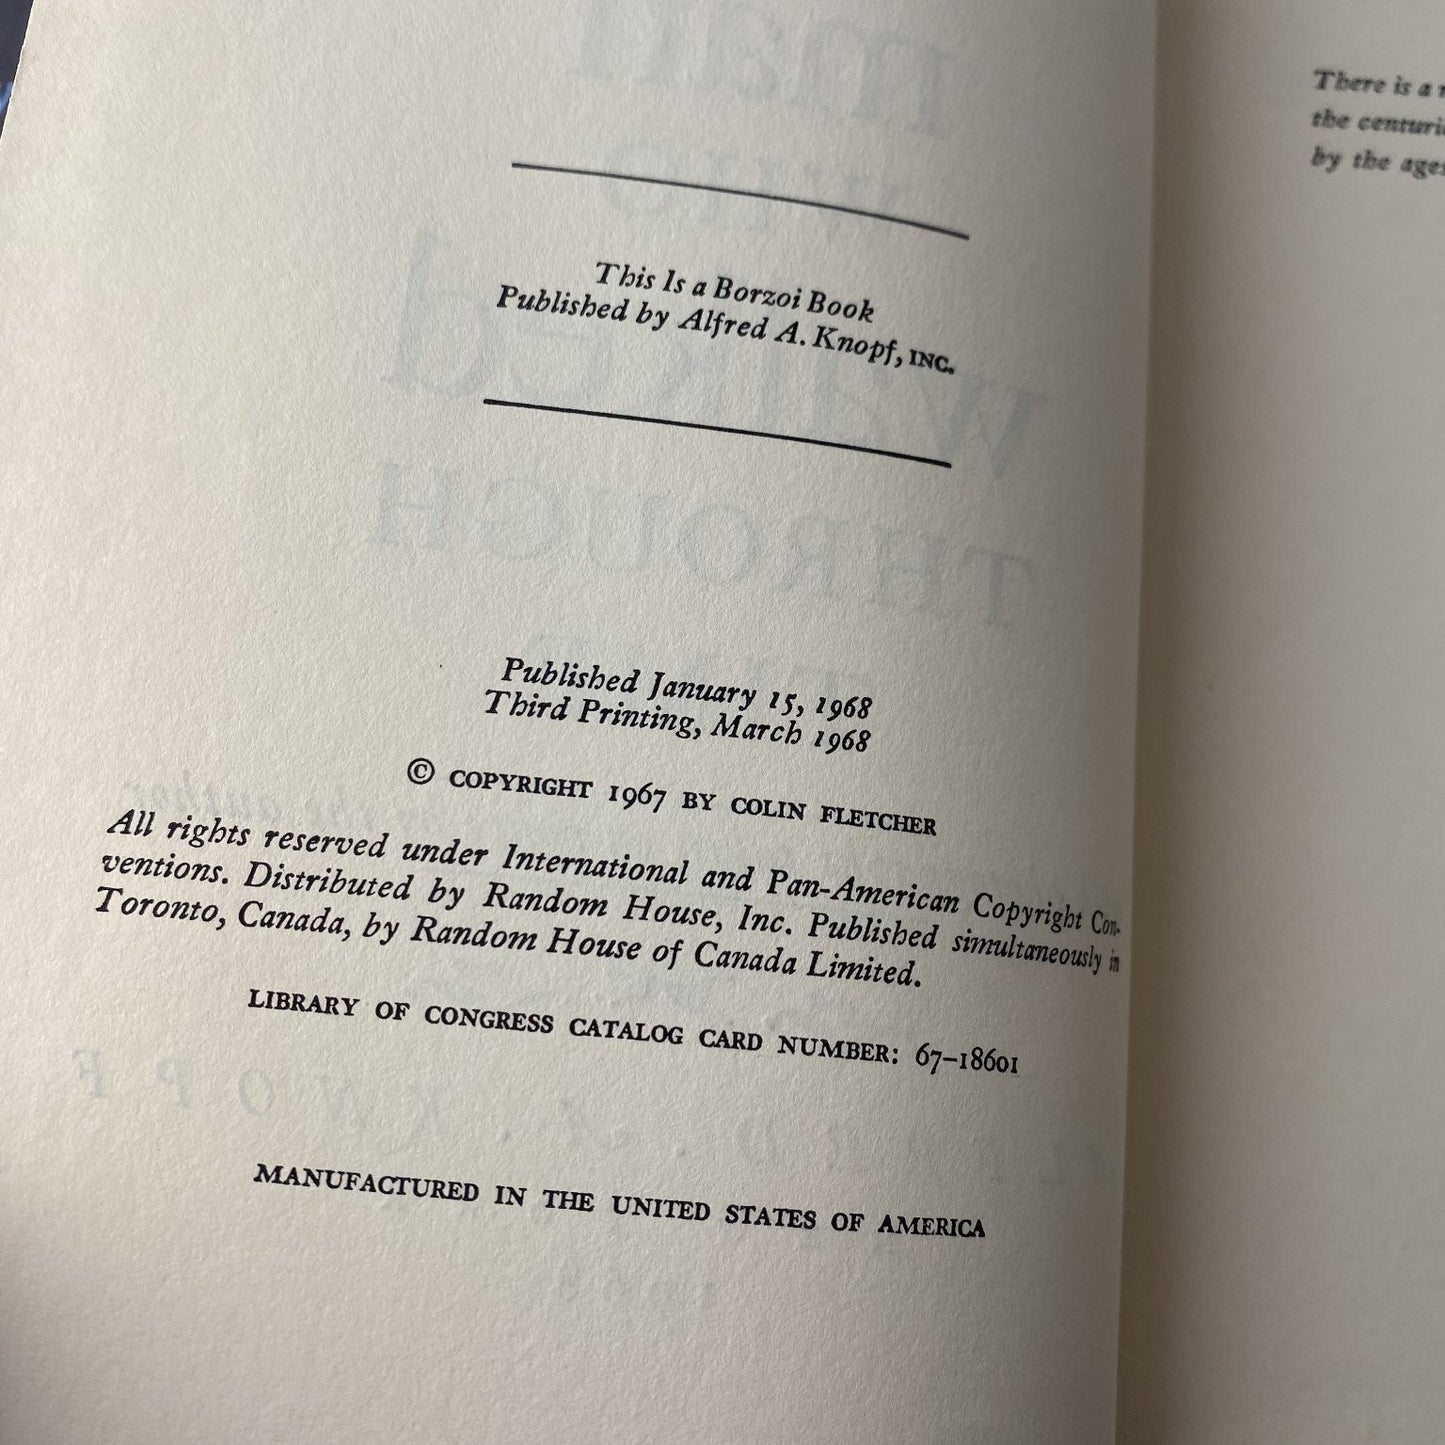 This Is a Borzoi Book
Published by Alfred A. Knopf, INC.
Published January 15, 1968
Third Printing, March 1968
© COPYRIGHT 1967 BY COLIN FLETCHER
All rights reserved under International and Pan-American Copyright Con-
ventions. Distributed by Random House, Inc. Published simultaneously in
Toronto, Canada, by Random House of Canada Limited.
LIBRARY OF CONGRESS CATALOG CARD NUMBER: 67–18601
MANUFACTURED IN THE UNITED STATES OF AMERICA
There is a
the
by the